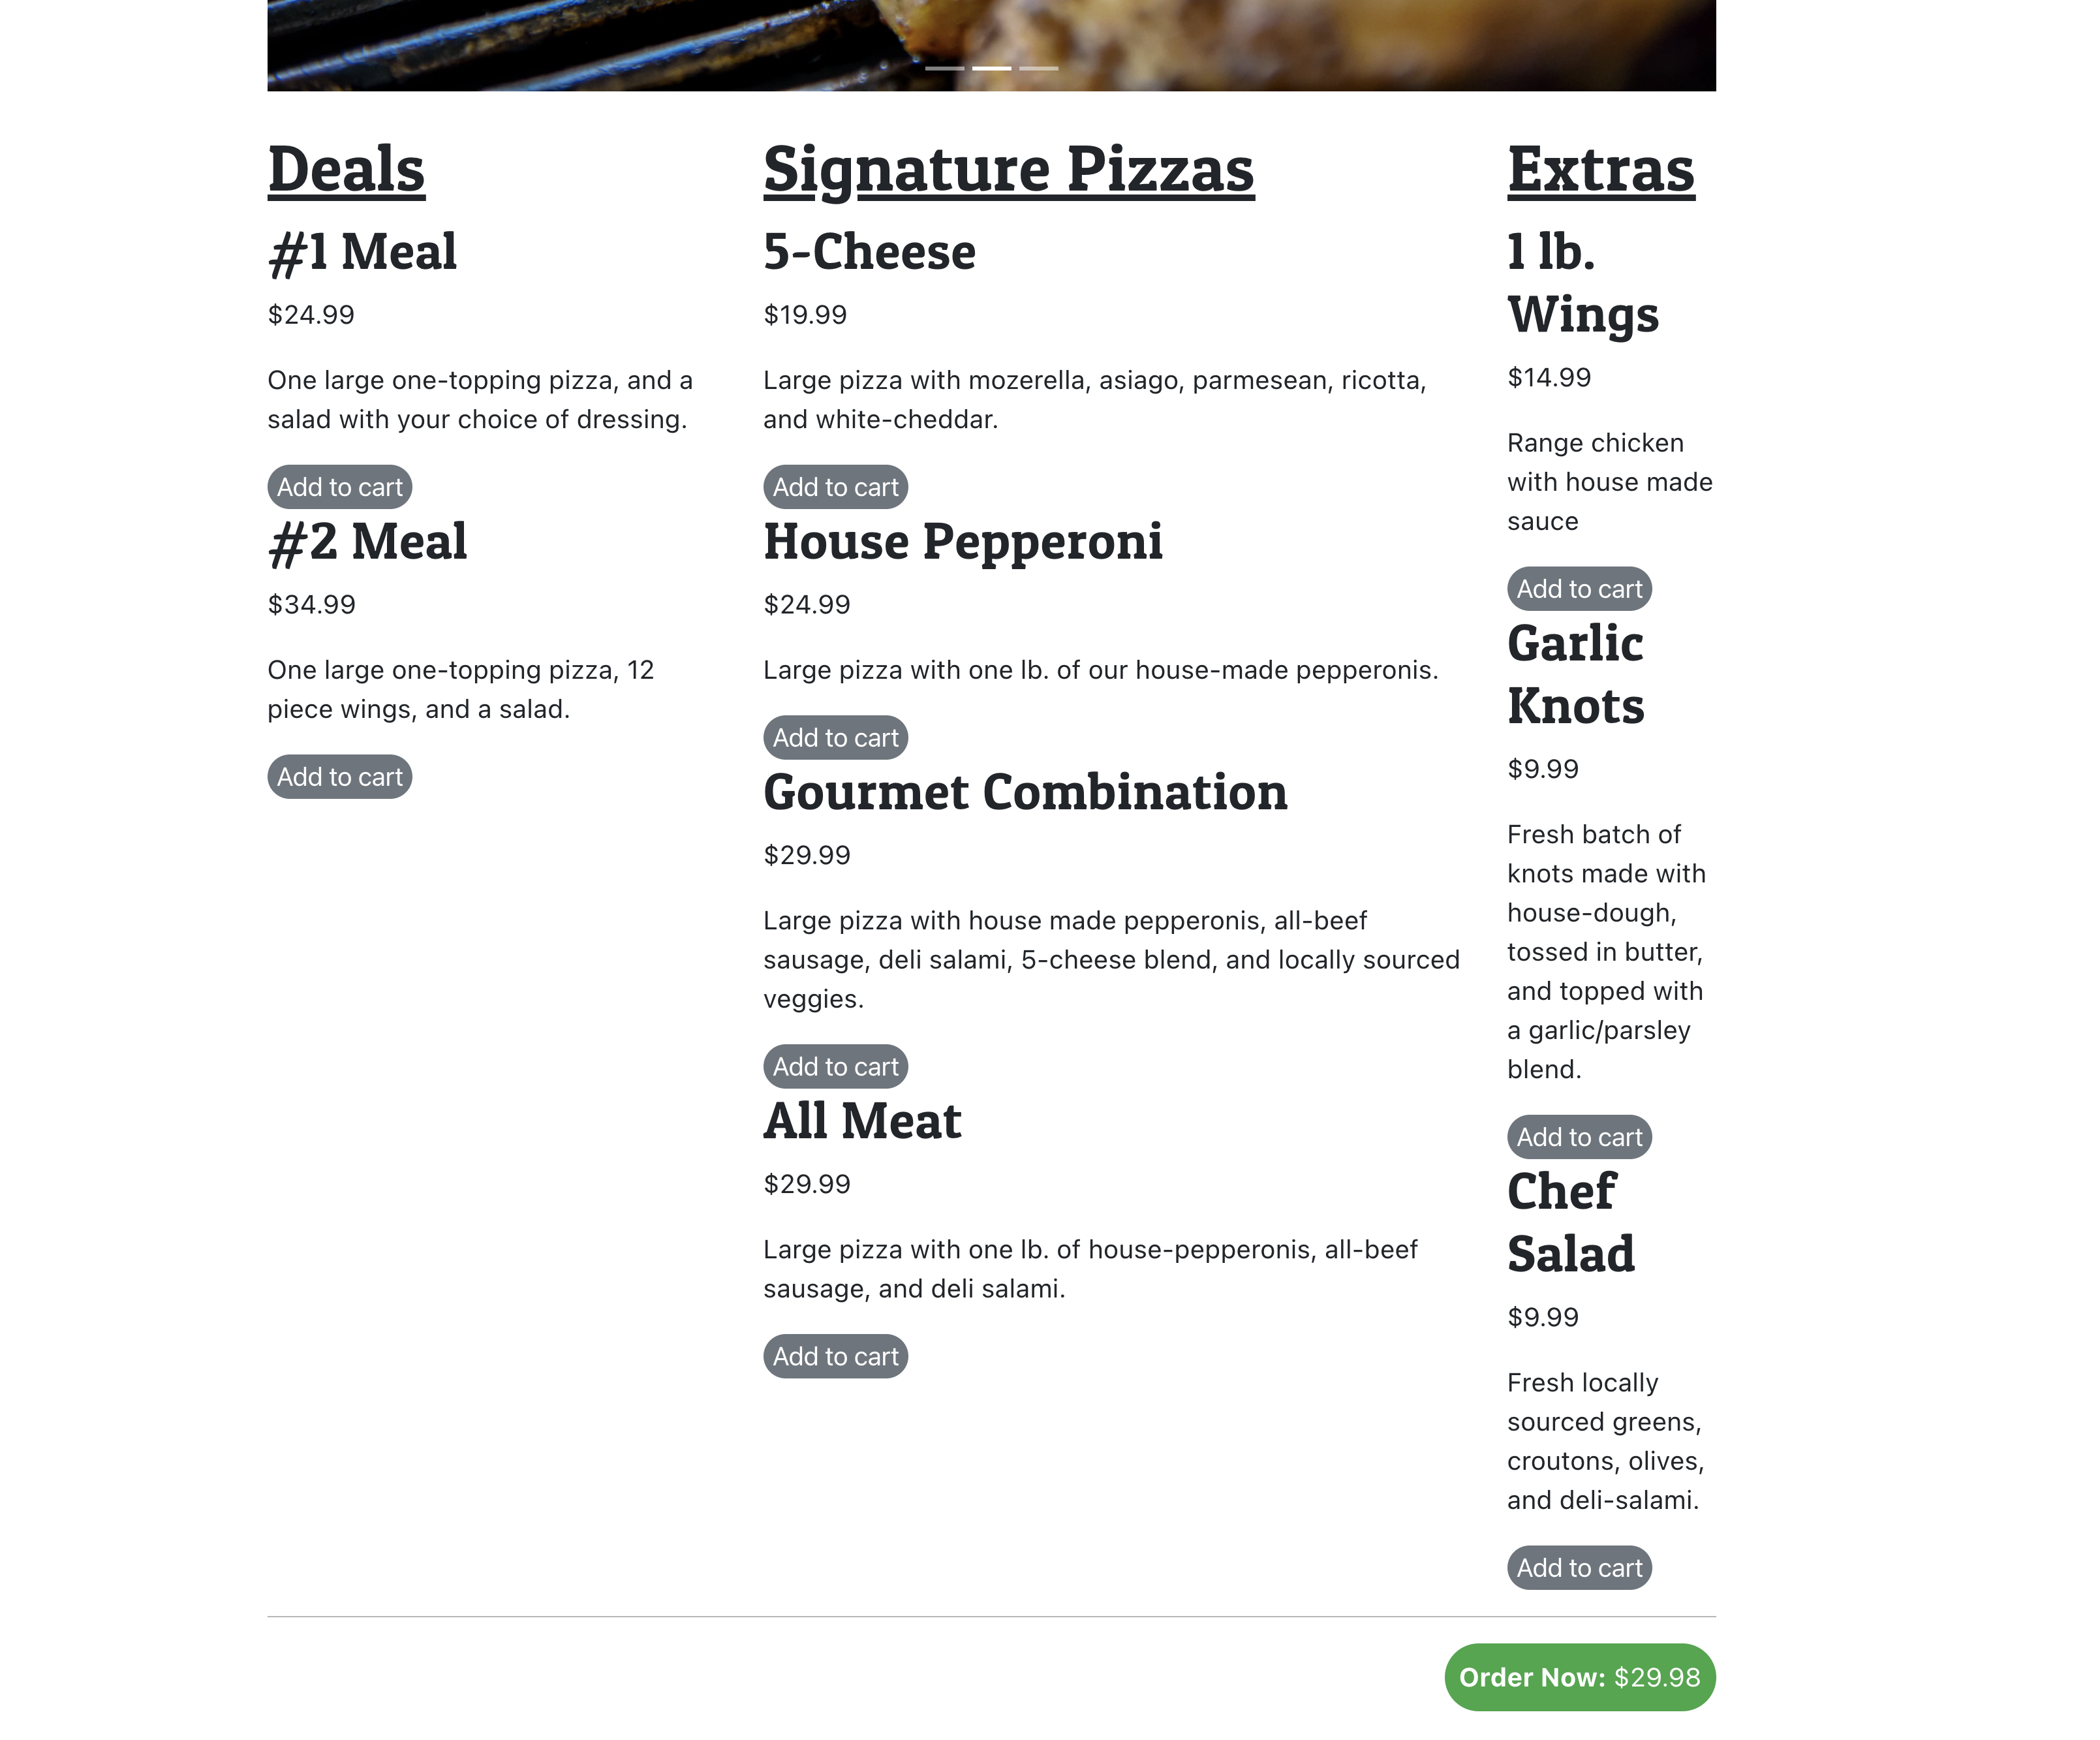 Deals
#1 Meal
$24.99
One large one-topping pizza, and a
salad with your choice of dressing.
Add to cart
#2 Meal
$34.99
One large one-topping pizza, 12
piece wings, and a salad.
Add to cart
Signature Pizzas
5-Cheese
$19.99
Large pizza with mozerella, asiago, parmesean, ricotta,
and white-cheddar.
Add to cart
House Pepperoni
$24.99
Large pizza with one lb. of our house-made pepperonis.
Add to cart
Gourmet Combination
$29.99
Large pizza with house made pepperonis, all-beef
sausage, deli salami, 5-cheese blend, and locally sourced
veggies.
Add to cart
All Meat
$29.99
Large pizza with one lb. of house-pepperonis, all-beef
sausage, and deli salami.
Add to cart
Extras
1 lb.
Wings
$14.99
Range chicken
with house made
sauce
Add to cart
Garlic
Knots
$9.99
Fresh batch of
knots made with
house-dough,
tossed in butter,
and topped with
a garlic/parsley
blend.
Add to cart
Chef
Salad
$9.99
Fresh locally
sourced greens,
croutons, olives,
and deli-salami.
Add to cart
Order Now: $29.98